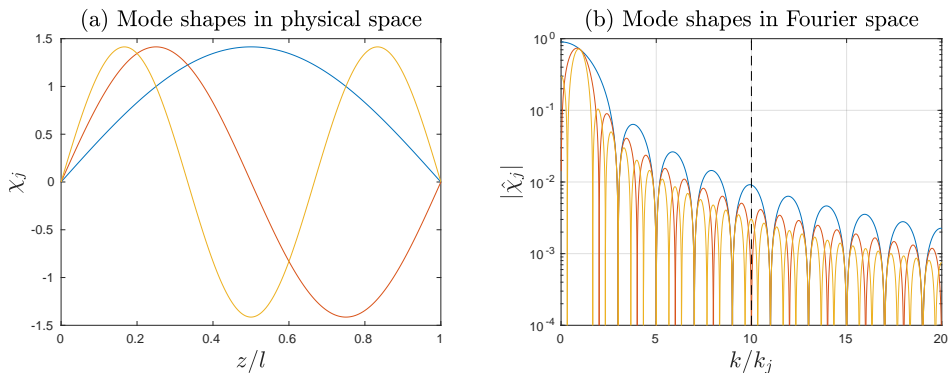 (a) Mode shapes in physical space
1.5
1
0.5
0
-0.5
-1
-1.5
χj
0 0.2 0.4 0.6 0.8 1
z/l
(b) Mode shapes in Fourier space
10^0
10^-1
10^-2
10^-3
10^-4
|χ̂j|
0 5 10 15 20
k/kj